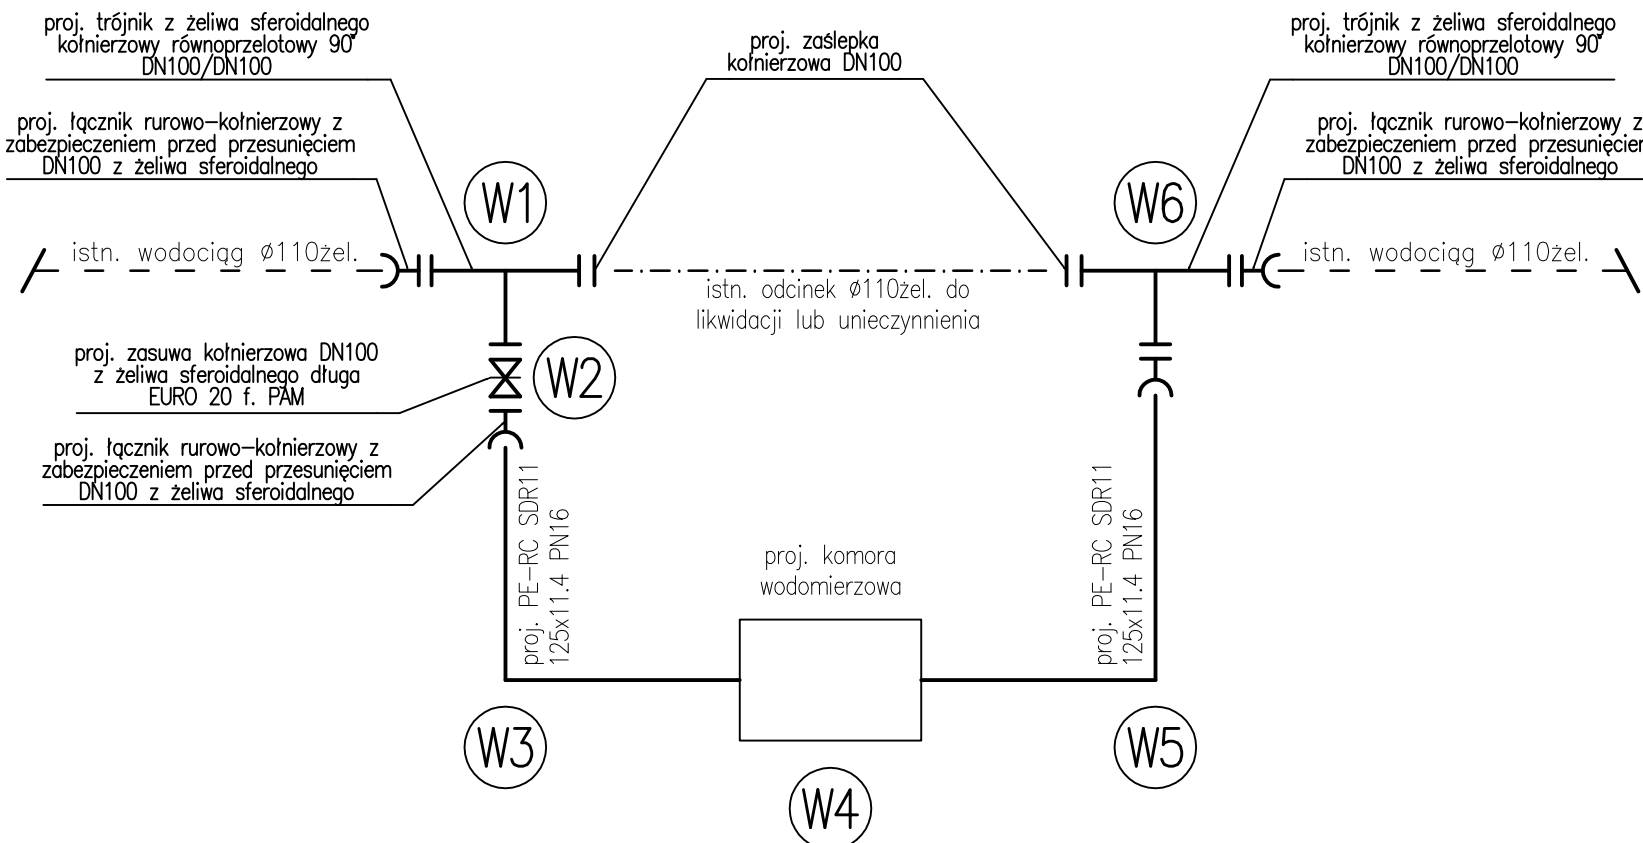 proj. trójnik z żeliwa sferoidalnego
kołnierzowy równoprzelotowy 90°
DN100/DN100
proj. zaślepka
kołnierzowa DN100
proj. trójnik z żeliwa sferoidalnego
kołnierzowy równoprzelotowy 90°
DN100/DN100
proj. łącznik rurowo-kołnierzowy z
zabezpieczeniem przed przesunięciem
DN100 z żeliwa sferoidalnego
proj. łącznik rurowo-kołnierzowy z
zabezpieczeniem przed przesunięciem
DN100 z żeliwa sferoidalnego
W1
W6
istn. wodociąg Ø110żel.
istn. wodociąg Ø110żel.
istn. odcinek Ø110żel. do
likwidacji lub unieczynnienia
proj. zasuwa kołnierzowa DN100
z żeliwa sferoidalnego długa
EURO 20 f. PAM
W2
proj. łącznik rurowo-kołnierzowy z
zabezpieczeniem przed przesunięciem
DN100 z żeliwa sferoidalnego
proj. PE-RC SDR11
125x11.4 PN16
proj. komora
wodomierzowa
proj. PE-RC SDR11
125x11.4 PN16
W3
W5
W4